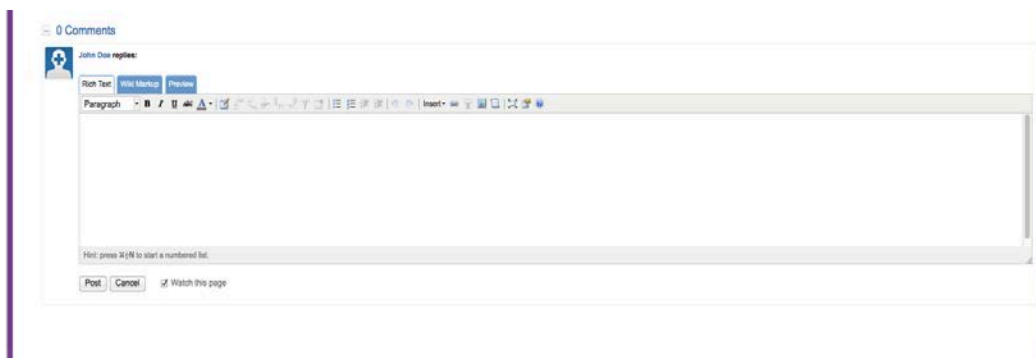 0 Comments
John Doe replies:
Rich Text Wiki Markup Preview
Paragraph B I U abc A Insert
Hint: press ⌘⇧N to start a numbered list.
Post Cancel Watch this page